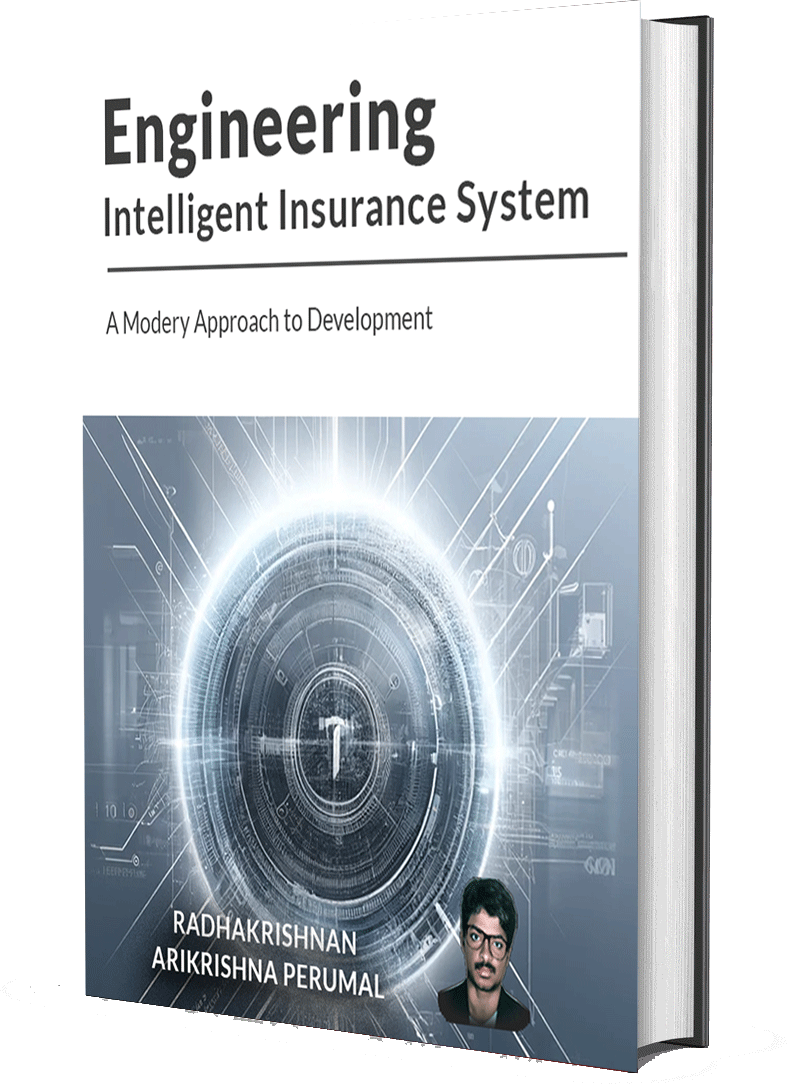 Engineering
Intelligent Insurance System
A Modery Approach to Development
RADHAKRISHNAN
ARIKRISHNA PERUMAL